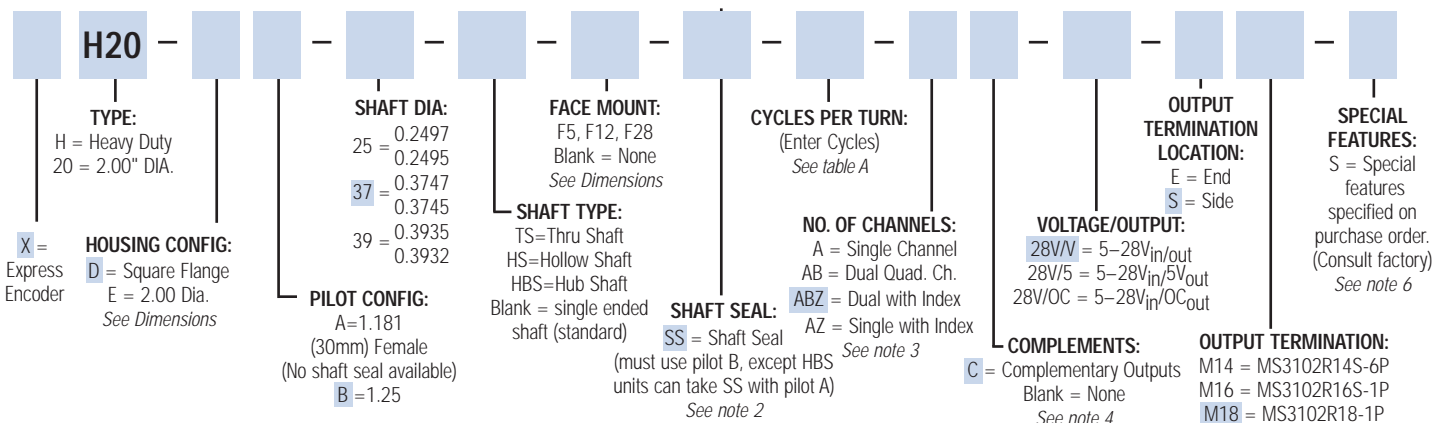 H20 – – – – – – – – –
TYPE:
H = Heavy Duty
20 = 2.00" DIA.
X =
Express
Encoder
HOUSING CONFIG:
D = Square Flange
E = 2.00 Dia.
See Dimensions
PILOT CONFIG:
A=1.181
(30mm) Female
(No shaft seal available)
B =1.25
SHAFT DIA:
25 = 0.2497
0.2495
37 = 0.3747
0.3745
39 = 0.3935
0.3932
SHAFT TYPE:
TS=Thru Shaft
HS=Hollow Shaft
HBS=Hub Shaft
Blank = single ended
shaft (standard)
FACE MOUNT:
F5, F12, F28
Blank = None
See Dimensions
SHAFT SEAL:
SS = Shaft Seal
(must use pilot B, except HBS
units can take SS with pilot A)
See note 2
CYCLES PER TURN:
(Enter Cycles)
See table A
NO. OF CHANNELS:
A = Single Channel
AB = Dual Quad. Ch.
ABZ = Dual with Index
AZ = Single with Index
See note 3
COMPLEMENTS:
C = Complementary Outputs
Blank = None
See note 4
VOLTAGE/OUTPUT:
28V/V = 5–28Vin/out
28V/5 = 5–28Vin/5Vout
28V/OC = 5–28Vin/OCout
OUTPUT
TERMINATION
LOCATION:
E = End
S = Side
OUTPUT TERMINATION:
M14 = MS3102R14S-6P
M16 = MS3102R16S-1P
M18 = MS3102R18-1P
SPECIAL
FEATURES:
S = Special
features
specified on
purchase order.
(Consult factory)
See note 6